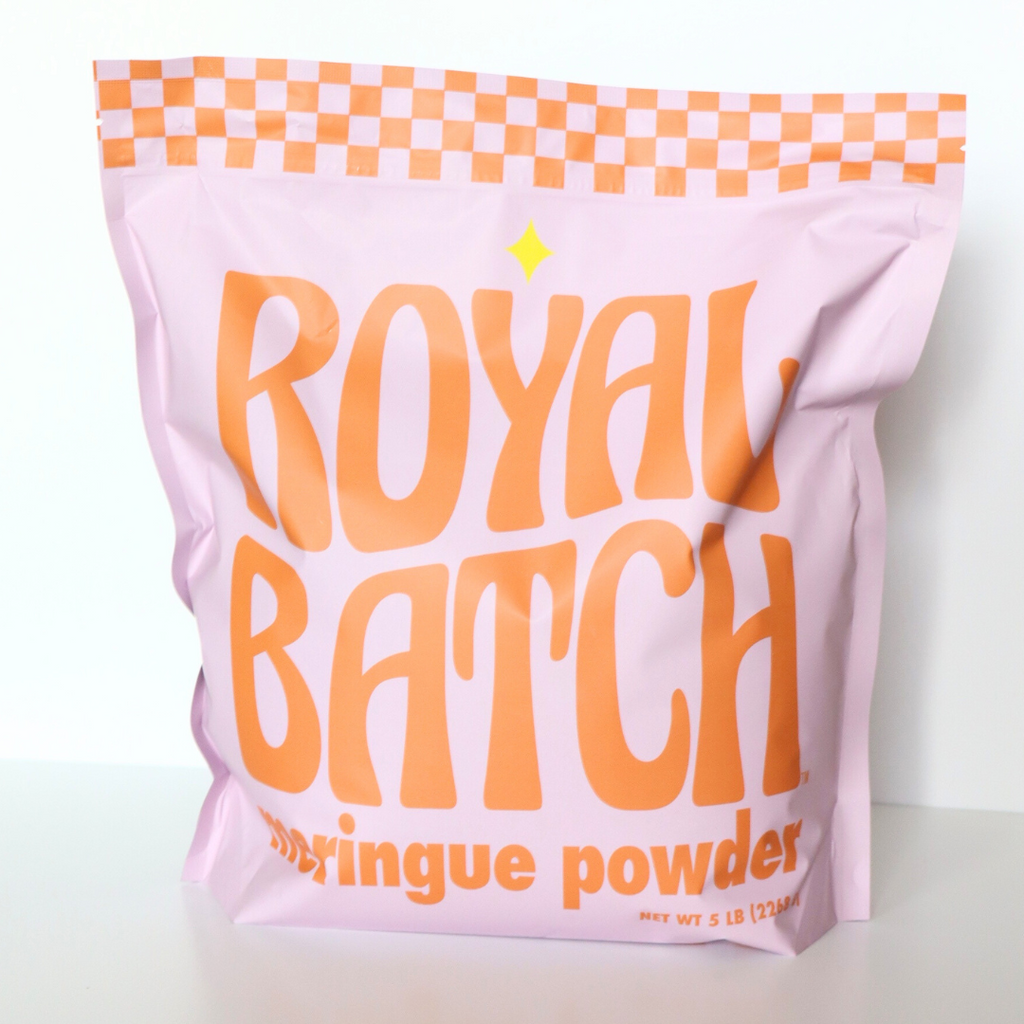 ROYAL
BATCH
meringue powder
NET WT 5 LB